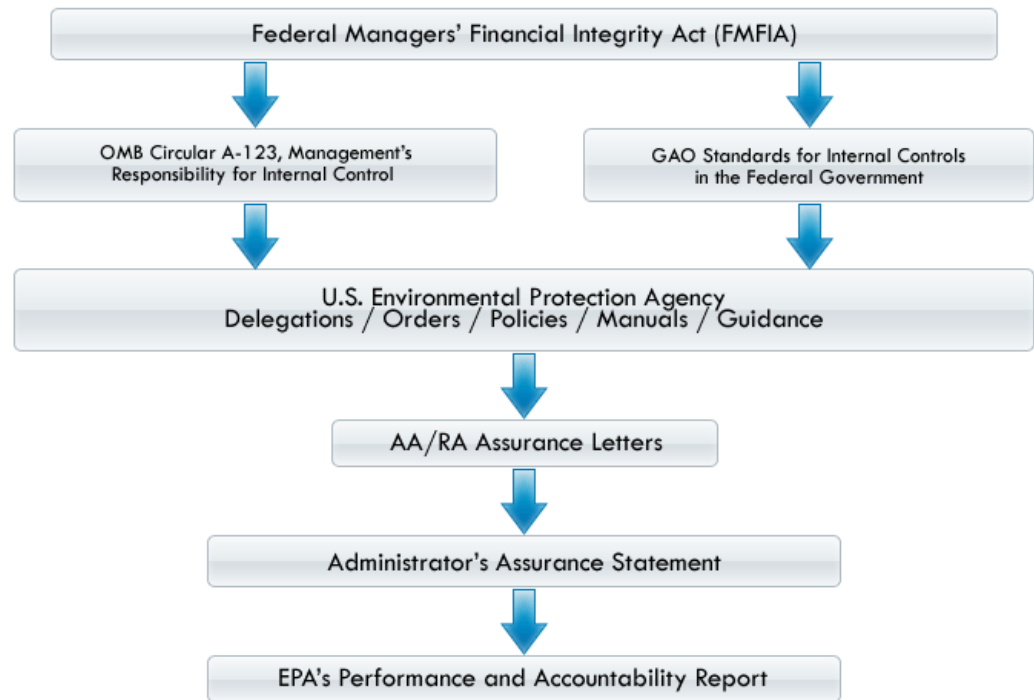 Federal Managers’ Financial Integrity Act (FMFIA)
OMB Circular A-123, Management’s
Responsibility for Internal Control
GAO Standards for Internal Controls
in the Federal Government
U.S. Environmental Protection Agency
Delegations / Orders / Policies / Manuals / Guidance
AA/RA Assurance Letters
Administrator’s Assurance Statement
EPA’s Performance and Accountability Report